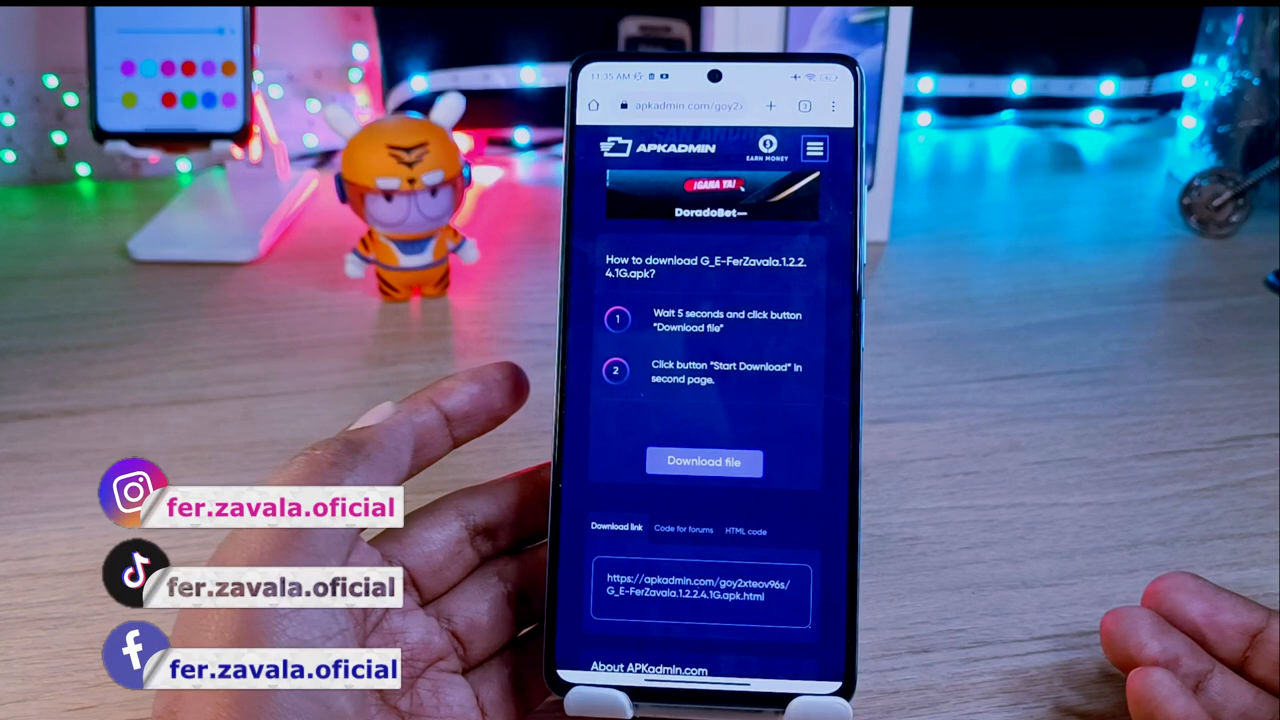 11:35 AM
apkadmin.com/goy2x
3
APKADMIN
EARN MONEY
¡GANA YA!
DoradoBet—
How to download G_E-FerZavala.1.2.2.
4.1G.apk?
1
Wait 5 seconds and click button
"Download file"
2
Click button "Start Download" in
second page.
Download file
Download link
Code for forums
HTML code
https://apkadmin.com/goy2xteov96s/
G_E-FerZavala.1.2.2.4.1G.apk.html
About APKadmin.com
fer.zavala.oficial
fer.zavala.oficial
fer.zavala.oficial